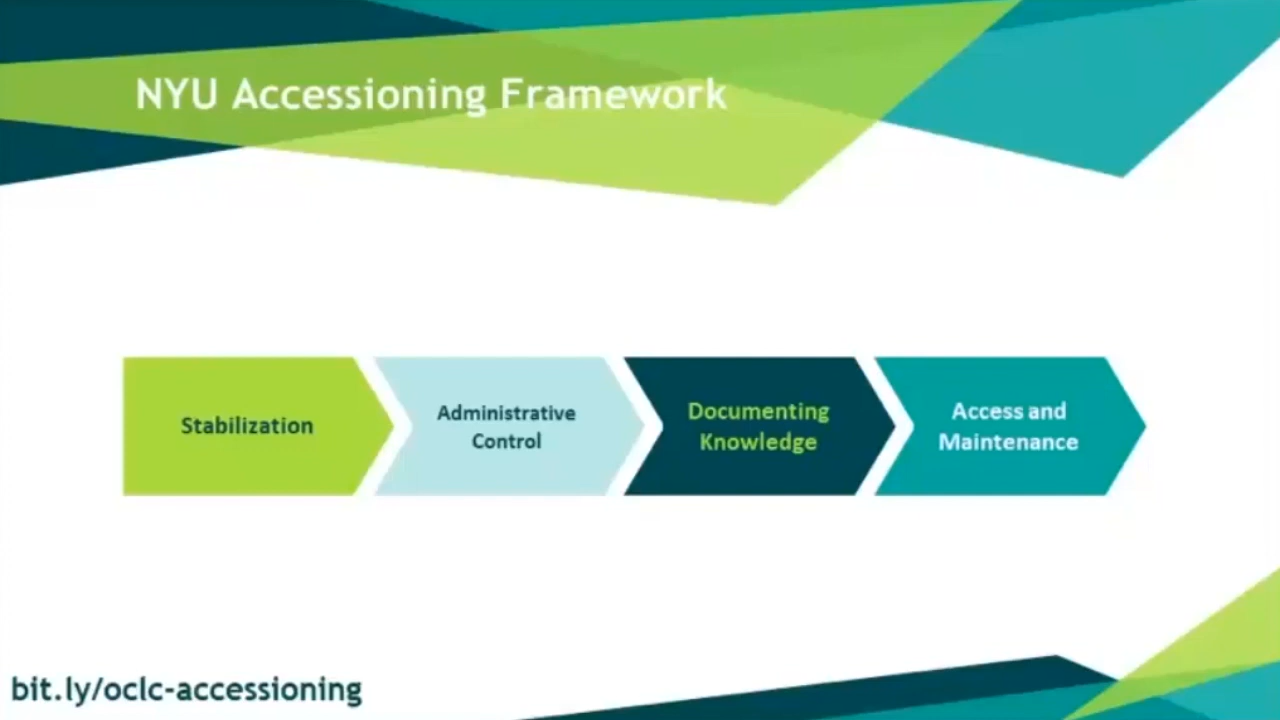 NYU Accessioning Framework
Stabilization
Administrative
Control
Documenting
Knowledge
Access and
Maintenance
bit.ly/oclc-accessioning